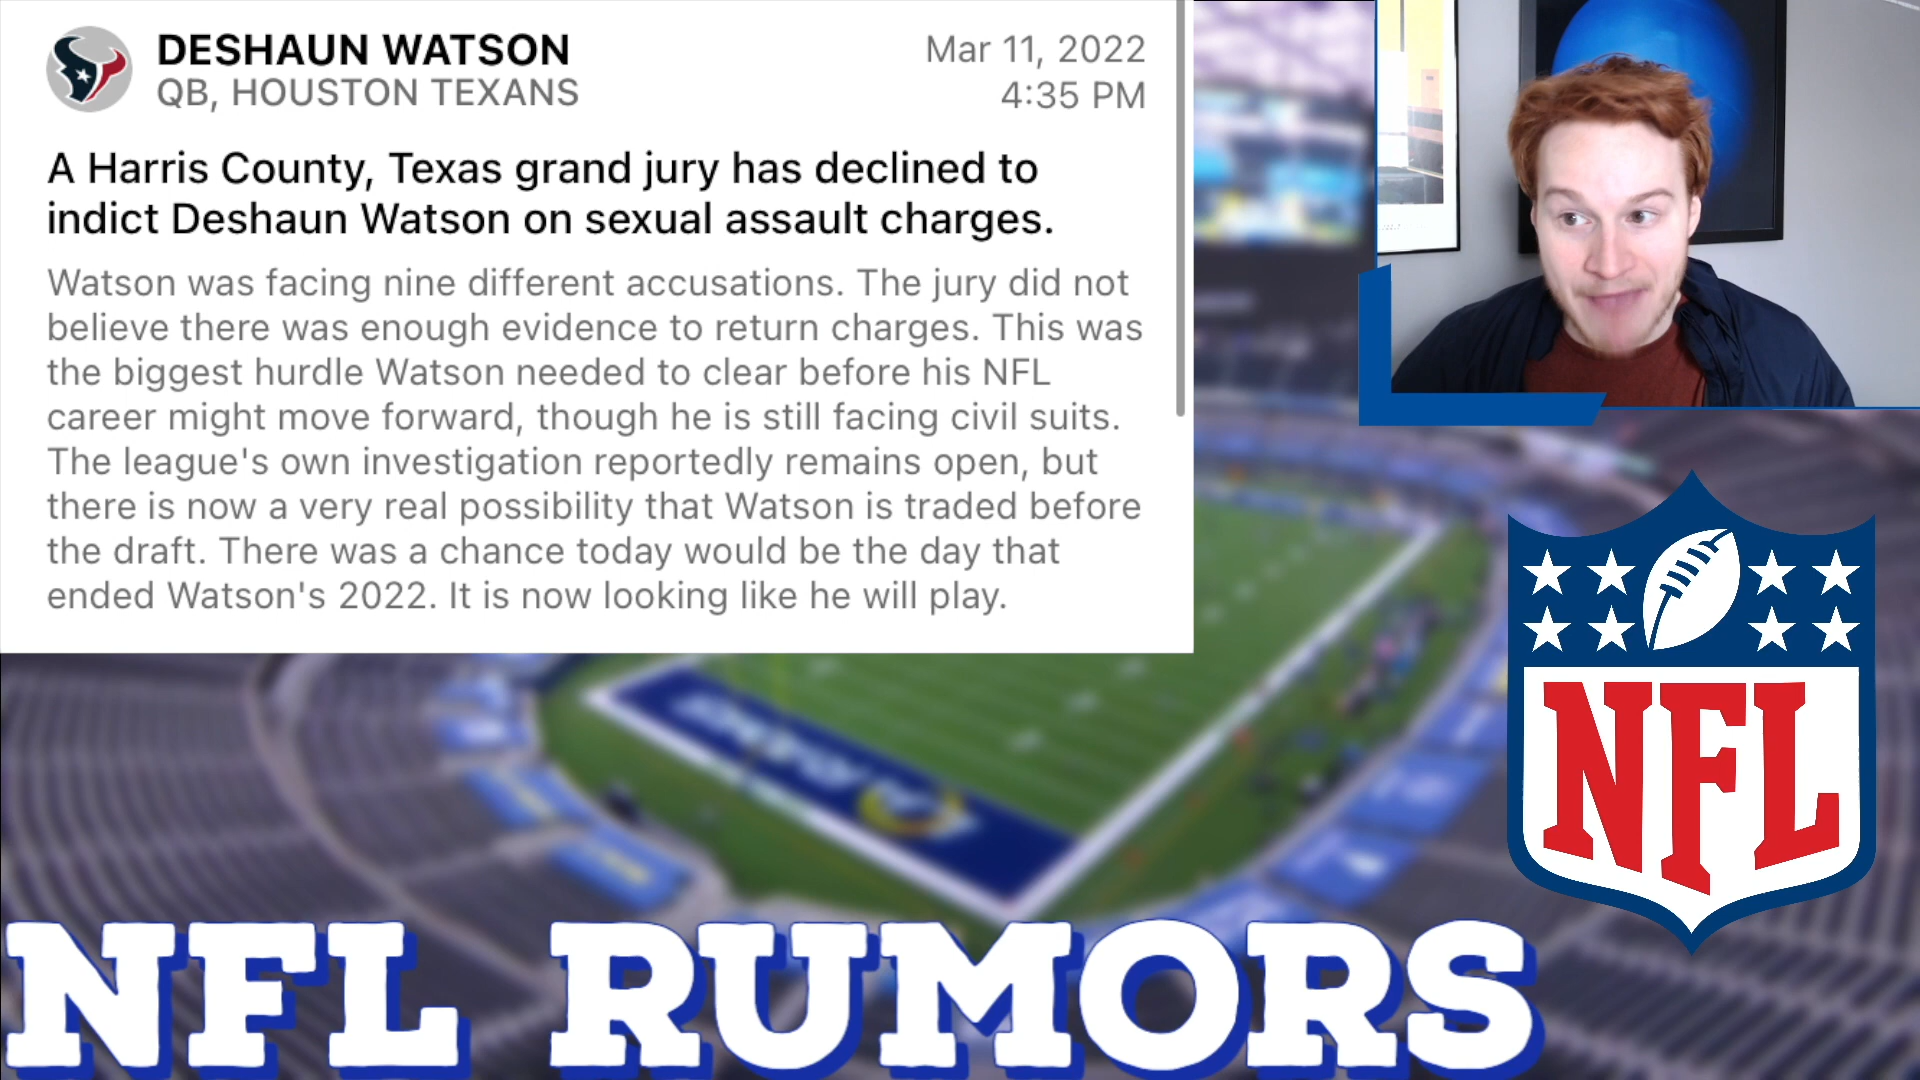 DESHAUN WATSON
QB, HOUSTON TEXANS
Mar 11, 2022
4:35 PM
A Harris County, Texas grand jury has declined to
indict Deshaun Watson on sexual assault charges.
Watson was facing nine different accusations. The jury did not
believe there was enough evidence to return charges. This was
the biggest hurdle Watson needed to clear before his NFL
career might move forward, though he is still facing civil suits.
The league's own investigation reportedly remains open, but
there is now a very real possibility that Watson is traded before
the draft. There was a chance today would be the day that
ended Watson's 2022. It is now looking like he will play.
NFL
NFL RUMORS